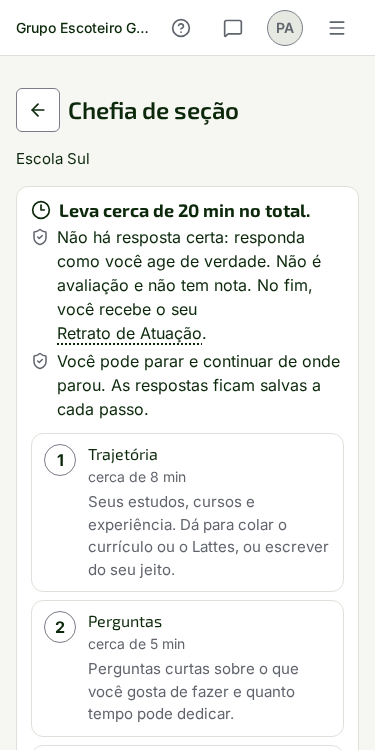 Grupo Escoteiro G...
PA
Chefia de seção
Escola Sul
Leva cerca de 20 min no total.
Não há resposta certa: responda
como você age de verdade. Não é
avaliação e não tem nota. No fim,
você recebe o seu
Retrato de Atuação.
Você pode parar e continuar de onde
parou. As respostas ficam salvas a
cada passo.
1
Trajetória
cerca de 8 min
Seus estudos, cursos e
experiência. Dá para colar o
currículo ou o Lattes, ou escrever
do seu jeito.
2
Perguntas
cerca de 5 min
Perguntas curtas sobre o que
você gosta de fazer e quanto
tempo pode dedicar.